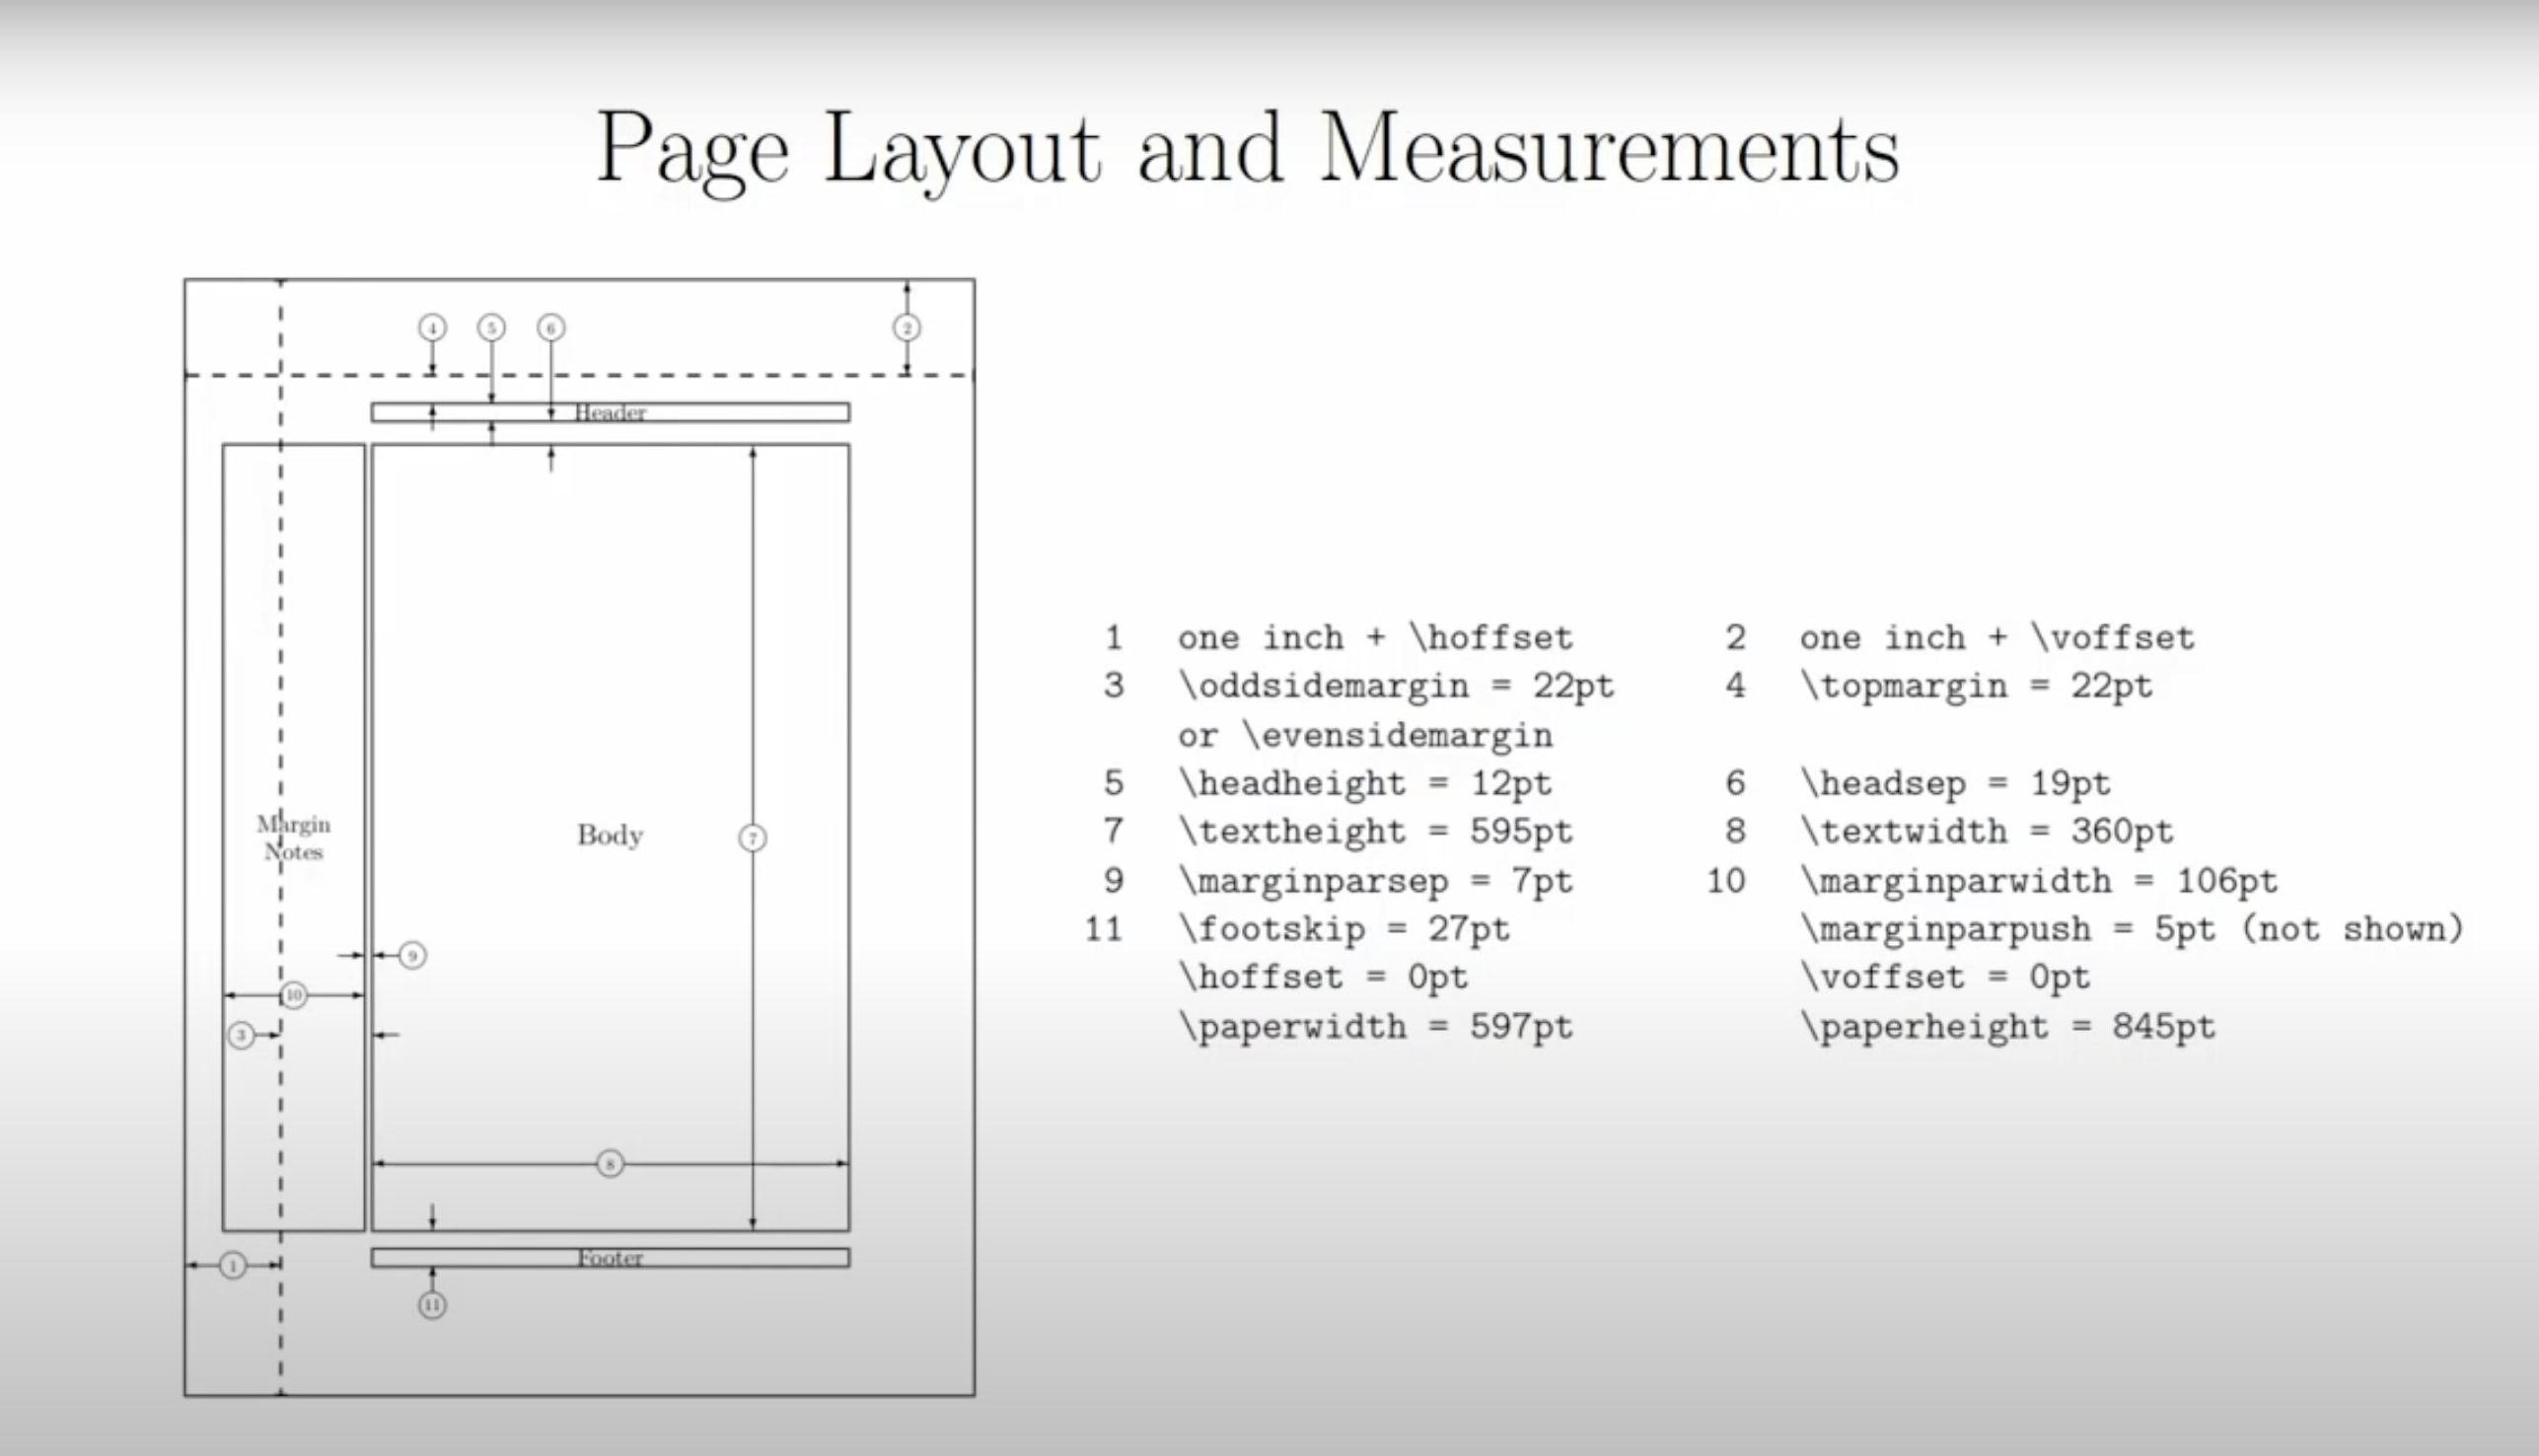 Page Layout and Measurements
4 5 6 2
Header
Margin
Notes
Body
7
9
10
3
8
1
Footer
11
1 one inch + \hoffset 2 one inch + \voffset
3 \oddsidemargin = 22pt 4 \topmargin = 22pt
or \evensidemargin
5 \headheight = 12pt 6 \headsep = 19pt
7 \textheight = 595pt 8 \textwidth = 360pt
9 \marginparsep = 7pt 10 \marginparwidth = 106pt
11 \footskip = 27pt \marginparpush = 5pt (not shown)
\hoffset = 0pt \voffset = 0pt
\paperwidth = 597pt \paperheight = 845pt